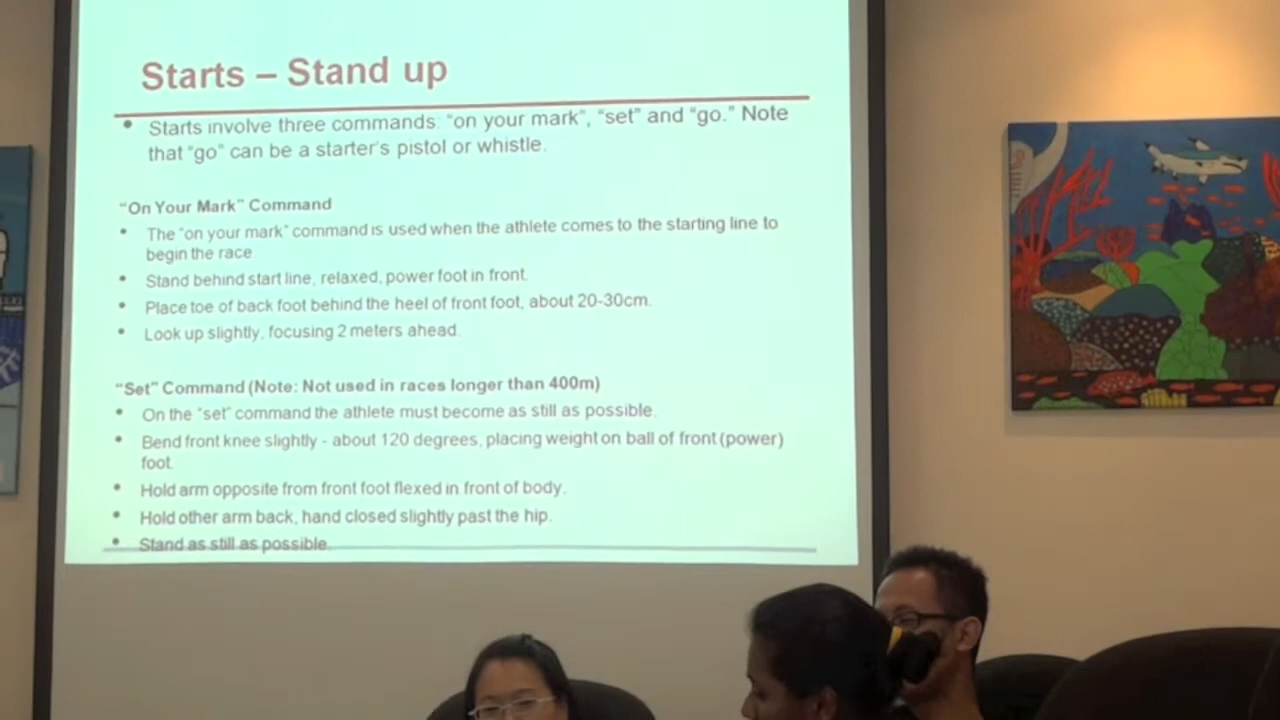 Starts – Stand up
• Starts involve three commands: "on your mark", "set" and "go." Note
that "go" can be a starter's pistol or whistle.
"On Your Mark" Command
• The "on your mark" command is used when the athlete comes to the starting line to
begin the race
• Stand behind start line, relaxed, power foot in front.
• Place toe of back foot behind the heel of front foot, about 20-30cm.
• Look up slightly, focusing 2 meters ahead.
"Set" Command (Note: Not used in races longer than 400m)
• On the "set" command the athlete must become as still as possible.
• Bend front knee slightly - about 120 degrees, placing weight on ball of front (power)
foot.
• Hold arm opposite from front foot flexed in front of body.
• Hold other arm back, hand closed slightly past the hip.
• Stand as still as possible.